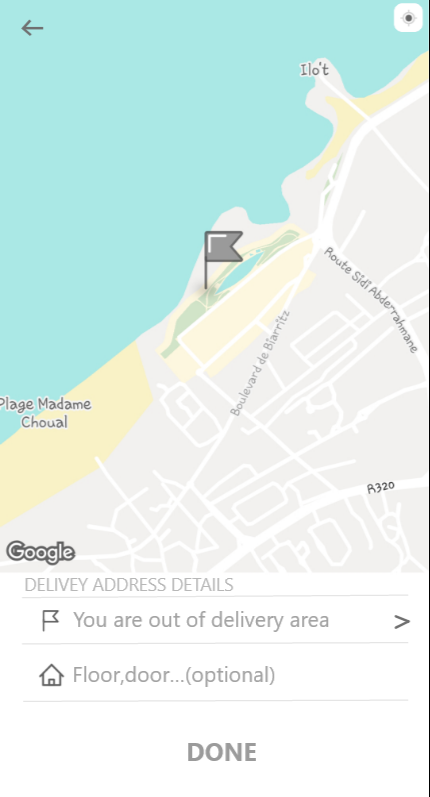 Ilo't
Route Sidi Abderrahmane
Boulevard de Biarritz
Plage Madame
Choual
R320
Google
DELIVEY ADDRESS DETAILS
You are out of delivery area >
Floor,door...(optional)
DONE